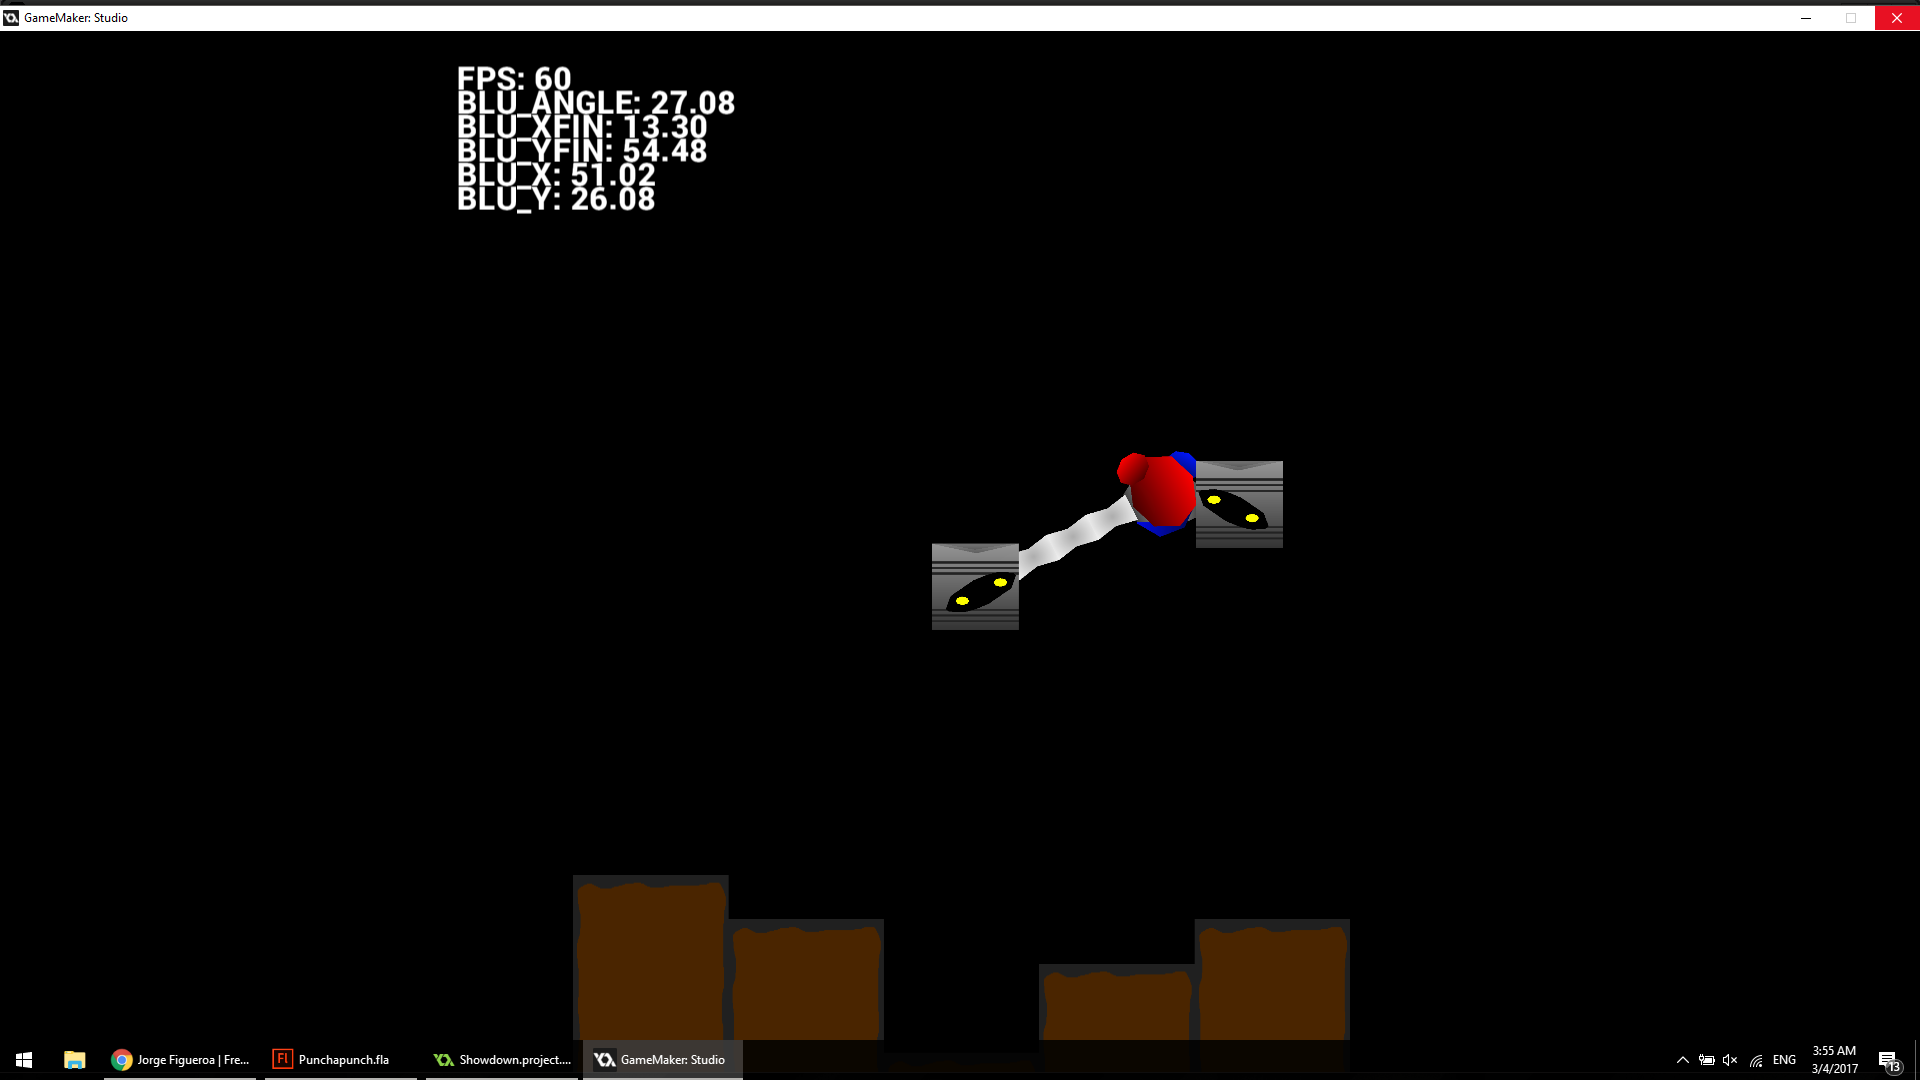 GameMaker: Studio
FPS: 60
BLU_ANGLE: 27.08
BLU_XFIN: 13.30
BLU_YFIN: 54.48
BLU_X: 51.02
BLU_Y: 26.08
Jorge Figueroa | Fre...
Fl
Punchapunch.fla
Showdown.project....
GameMaker: Studio
ENG
3:55 AM
3/4/2017
13